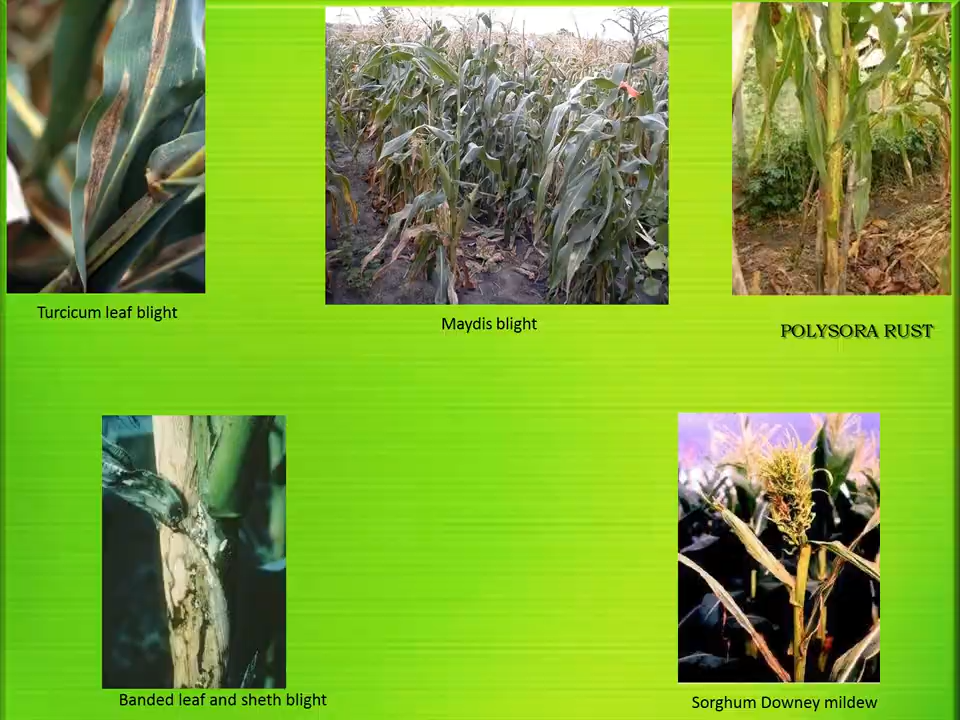 Turcicum leaf blight
Maydis blight
POLYSORA RUST
Banded leaf and sheth blight
Sorghum Downey mildew